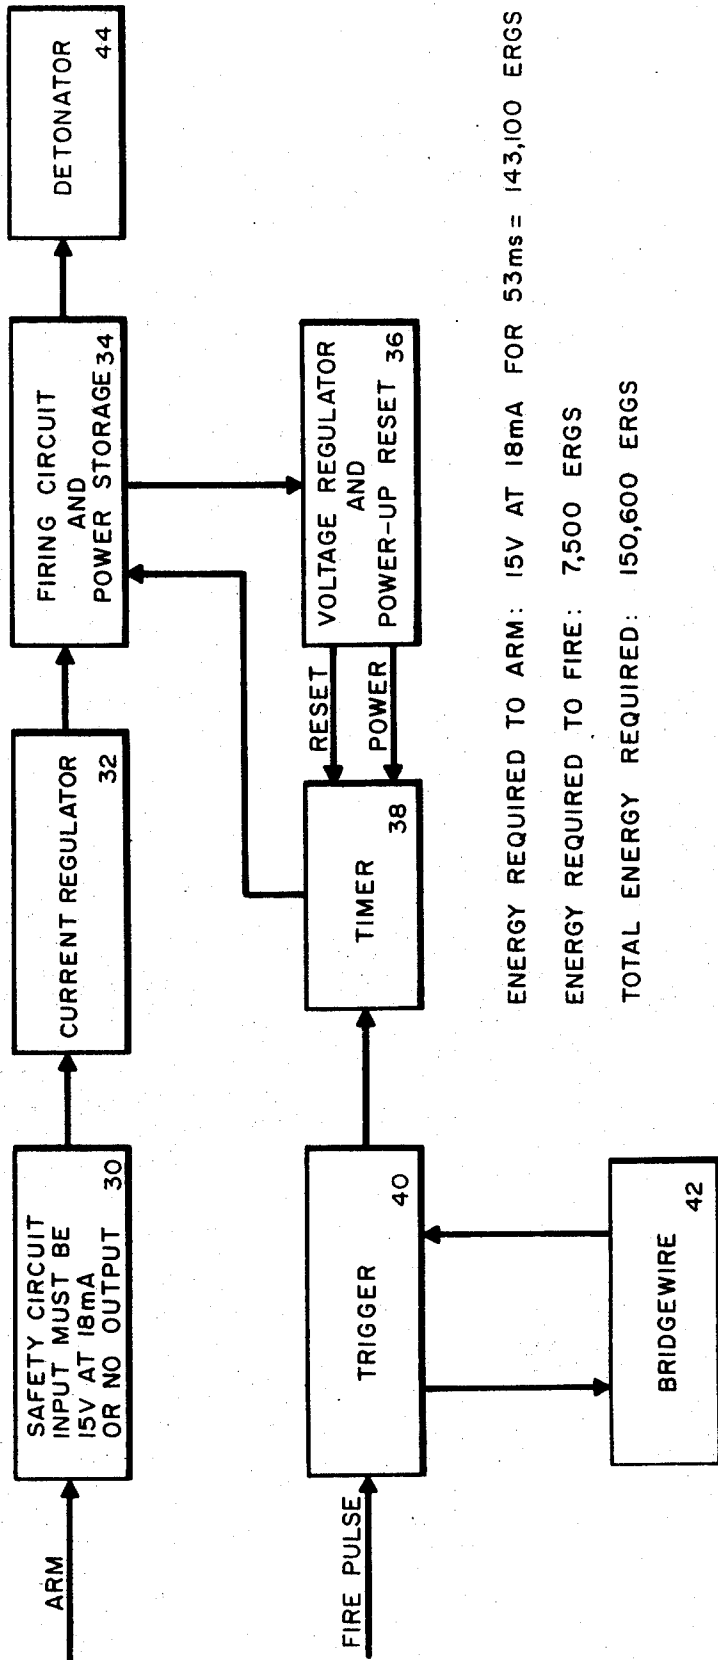 ARM
SAFETY CIRCUIT
INPUT MUST BE
15V AT 18mA
OR NO OUTPUT
30
CURRENT REGULATOR
32
FIRING CIRCUIT
AND
POWER STORAGE
34
DETONATOR
44
FIRE PULSE
TRIGGER
40
TIMER
38
RESET
POWER
VOLTAGE REGULATOR
AND
POWER-UP RESET
36
BRIDGEWIRE
42
ENERGY REQUIRED TO ARM: 15V AT 18mA FOR 53ms = 143,100 ERGS
ENERGY REQUIRED TO FIRE: 7,500 ERGS
TOTAL ENERGY REQUIRED: 150,600 ERGS